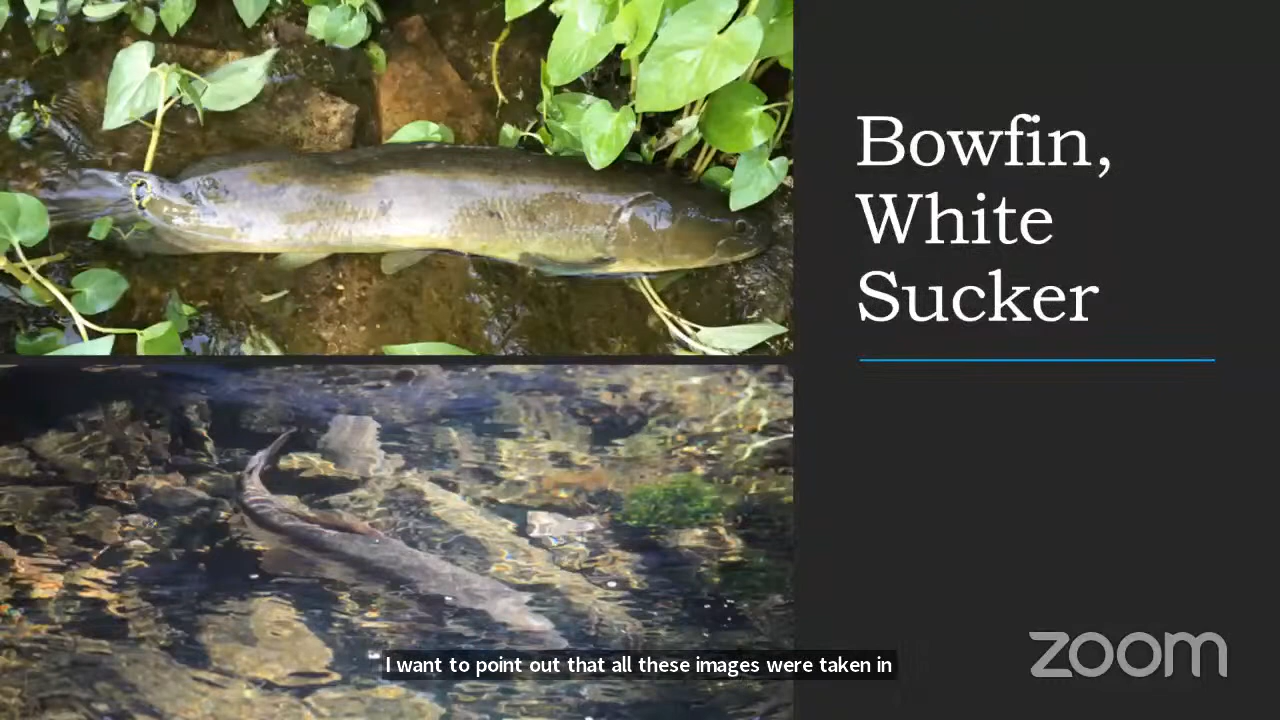 Bowfin,
White
Sucker
I want to point out that all these images were taken in
zoom